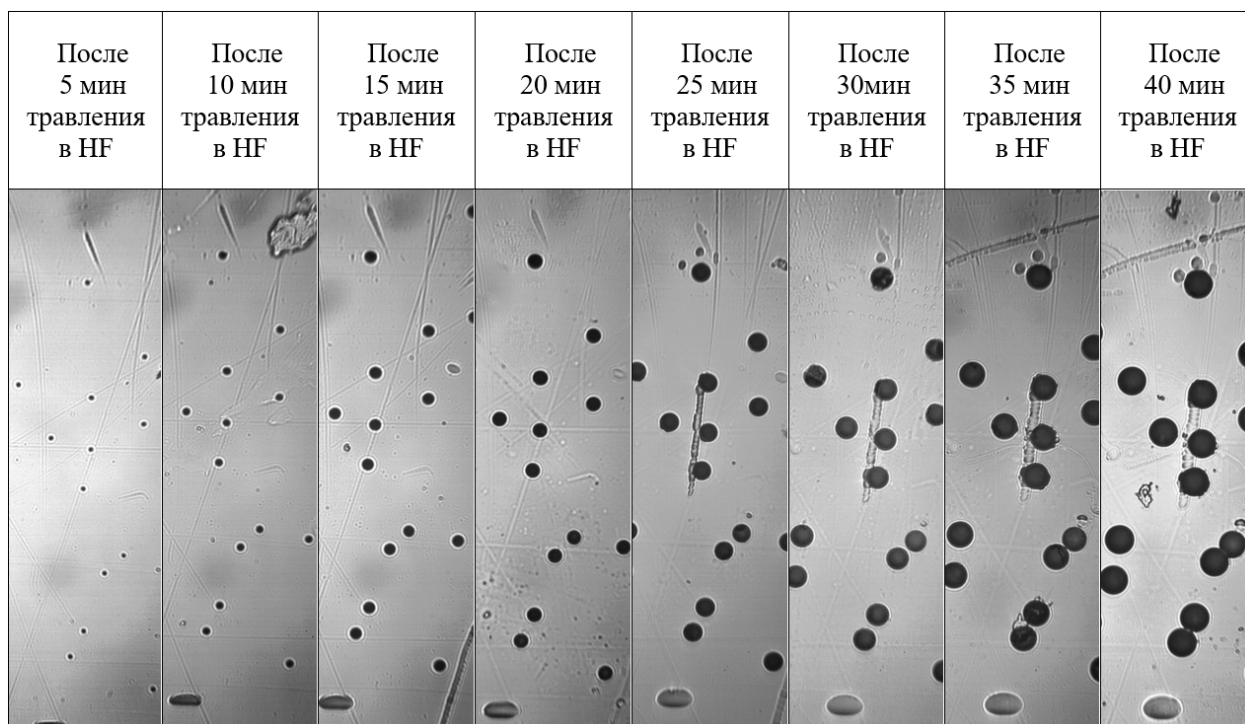 После
5 мин
травления
в HF
После
10 мин
травления
в HF
После
15 мин
травления
в HF
После
20 мин
травления
в HF
После
25 мин
травления
в HF
После
30мин
травления
в HF
После
35 мин
травления
в HF
После
40 мин
травления
в HF